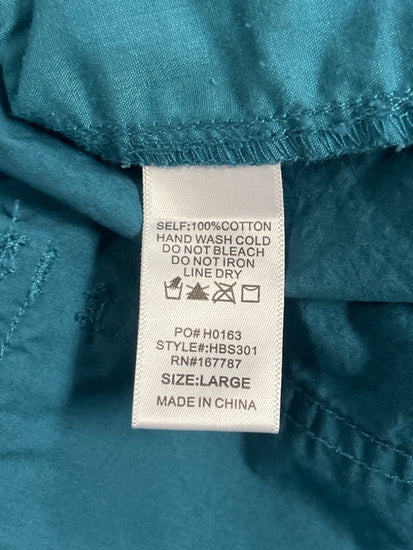 SELF:100%COTTON
HAND WASH COLD
DO NOT BLEACH
DO NOT IRON
LINE DRY
PO# H0163
STYLE#:HBS301
RN#167787
SIZE:LARGE
MADE IN CHINA